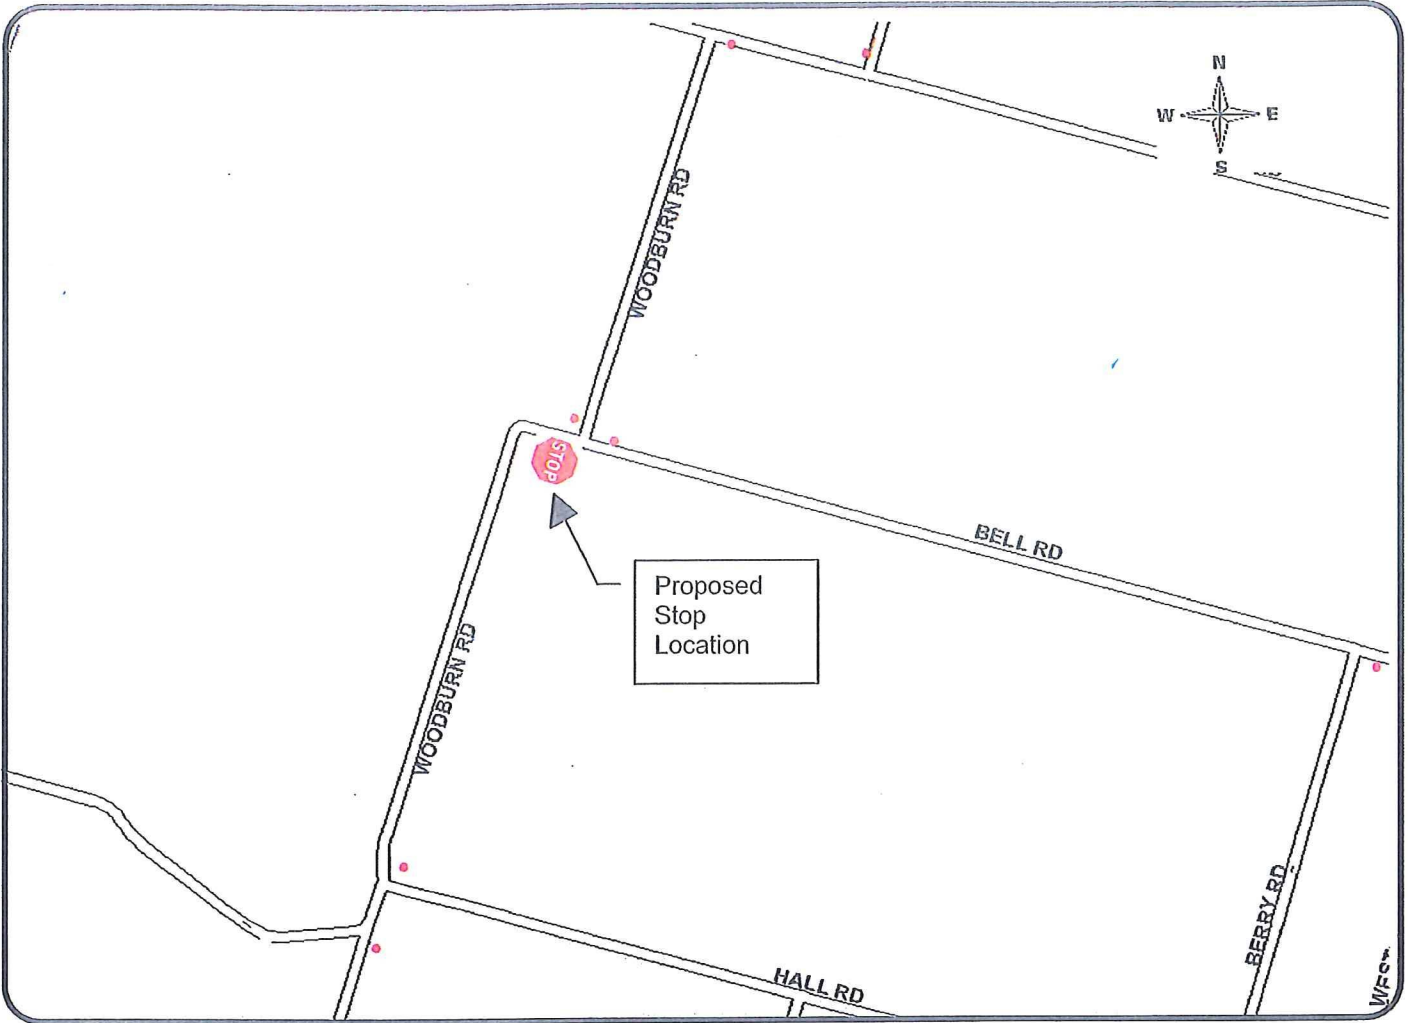 N
W E
S
WOODBURN RD
STOP
BELL RD
Proposed
Stop
Location
WOODBURN RD
BERRY RD
HALL RD